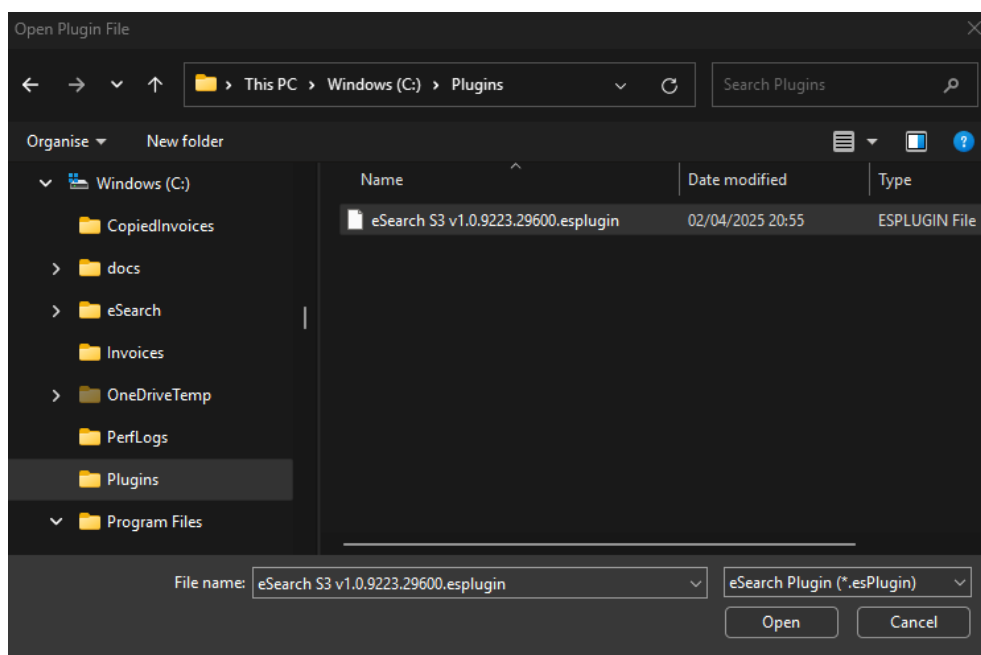 Open Plugin File
This PC > Windows (C:) > Plugins
Search Plugins
Organise
New folder
Windows (C:)
CopiedInvoices
docs
eSearch
Invoices
OneDriveTemp
PerfLogs
Plugins
Program Files
Name Date modified Type
eSearch S3 v1.0.9223.29600.esplugin 02/04/2025 20:55 ESPLUGIN File
File name: eSearch S3 v1.0.9223.29600.esplugin eSearch Plugin (*.esPlugin)
Open Cancel